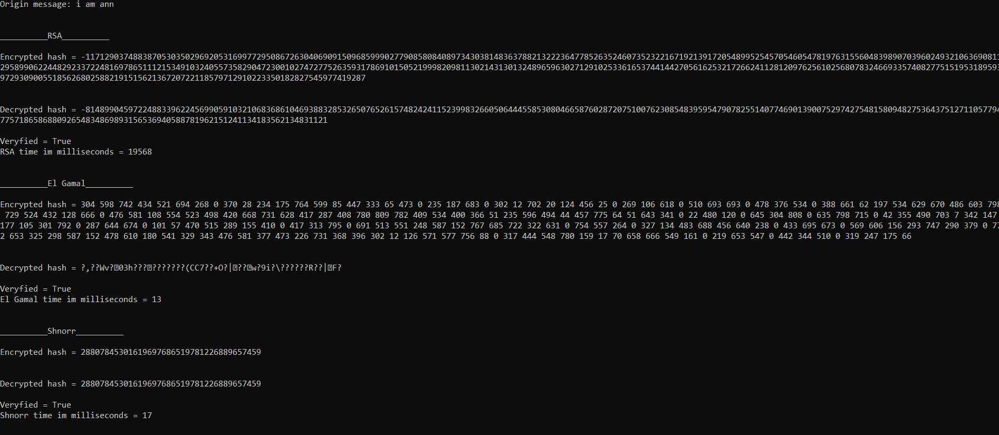 Origin message: i am ann
__________RSA__________
Encrypted hash = -1171290374883870530350296920531699772950867263040690915096859990277908580840897343038148363788213222364778526352460735232216719213917205489952545705460547819763155604839890703960249321063690811
2958990622448292337224816978651112153491032405573582904723001027472775263593178691015052199982098113021431301324896596302712910253361653744144270561625321726624112812097625610256807832466933574082775151953189593
972930900551856268025882191515621367207221185797129102233501828275459774192​87
Decrypted hash = -8148990459722488339622456990591032106836861046938832853265076526157482424115239983266050644455853080466587602872075100762308548395954790782551407746901390075297427548158094827536437512711057794
775718658688092654834869893156536940588781962151241134183562134831121
Veryfied = True
RSA time im milliseconds = 19568
__________El Gamal__________
Encrypted hash = 304 598 742 434 521 694 268 0 370 28 234 175 764 599 85 447 333 65 473 0 235 187 683 0 302 12 702 20 124 456 25 0 269 106 618 0 510 693 693 0 478 376 534 0 388 661 62 197 534 629 670 486 603 798
729 524 432 128 666 0 476 581 108 554 523 498 420 668 731 628 417 287 408 780 809 782 409 534 400 366 51 235 596 494 44 457 775 64 51 643 341 0 22 480 120 0 645 304 808 0 635 798 715 0 42 355 490 703 7 342 147
177 105 301 792 0 287 644 674 0 101 57 470 515 289 155 410 0 417 313 795 0 691 513 551 248 587 152 767 685 722 322 631 0 754 557 264 0 327 134 483 688 456 640 238 0 433 695 673 0 569 606 156 293 747 290 379 0 77
2 653 325 298 587 152 478 610 180 541 329 343 476 581 377 473 226 731 368 396 302 12 126 571 577 756 88 0 317 444 548 780 159 17 70 658 666 549 161 0 219 653 547 0 442 344 510 0 319 247 175 66
Decrypted hash = ?,??Wv?�03h???�???????(CC7??+O?|�??�w?9i?\??????R??|�F?
Veryfied = True
El Gamal time im milliseconds = 13
__________Shnorr__________
Encrypted hash = 28807845301619697686519781226889657459
Decrypted hash = 28807845301619697686519781226889657459
Veryfied = True
Shnorr time im milliseconds = 17